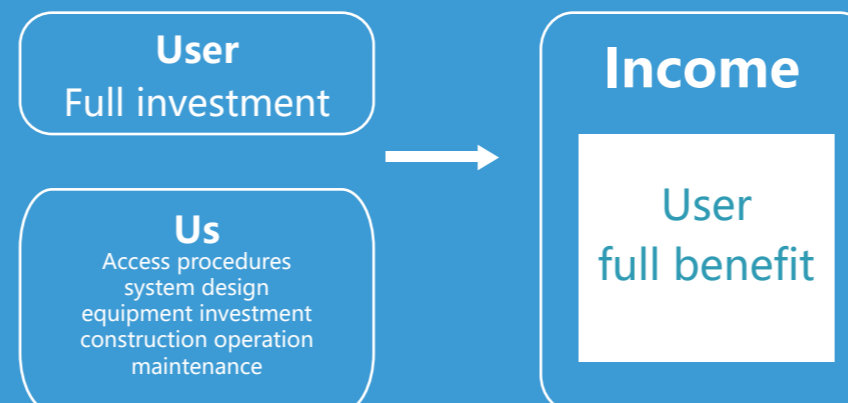 User
Full investment
Us
Access procedures
system design
equipment investment
construction operation
maintenance
Income
User
full benefit